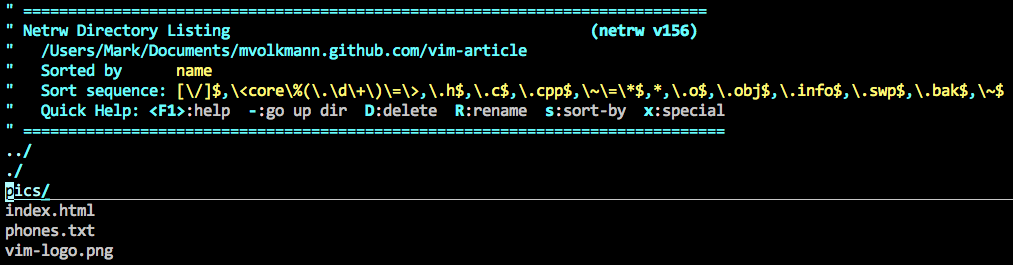 " ============================================================================
" Netrw Directory Listing                                        (netrw v156)
"   /Users/Mark/Documents/mvolkmann.github.com/vim-article
"   Sorted by      name
"   Sort sequence: [\/]$,\<core\%(\.\d\+\)\=\>,\.h$,\.c$,\.cpp$,\~\=\*$,*,\.o$,\.obj$,\.info$,\.swp$,\.bak$,\~$
"   Quick Help: <F1>:help  -:go up dir  D:delete  R:rename  s:sort-by  x:special
" ==============================================================================
../
./
pics/
index.html
phones.txt
vim-logo.png